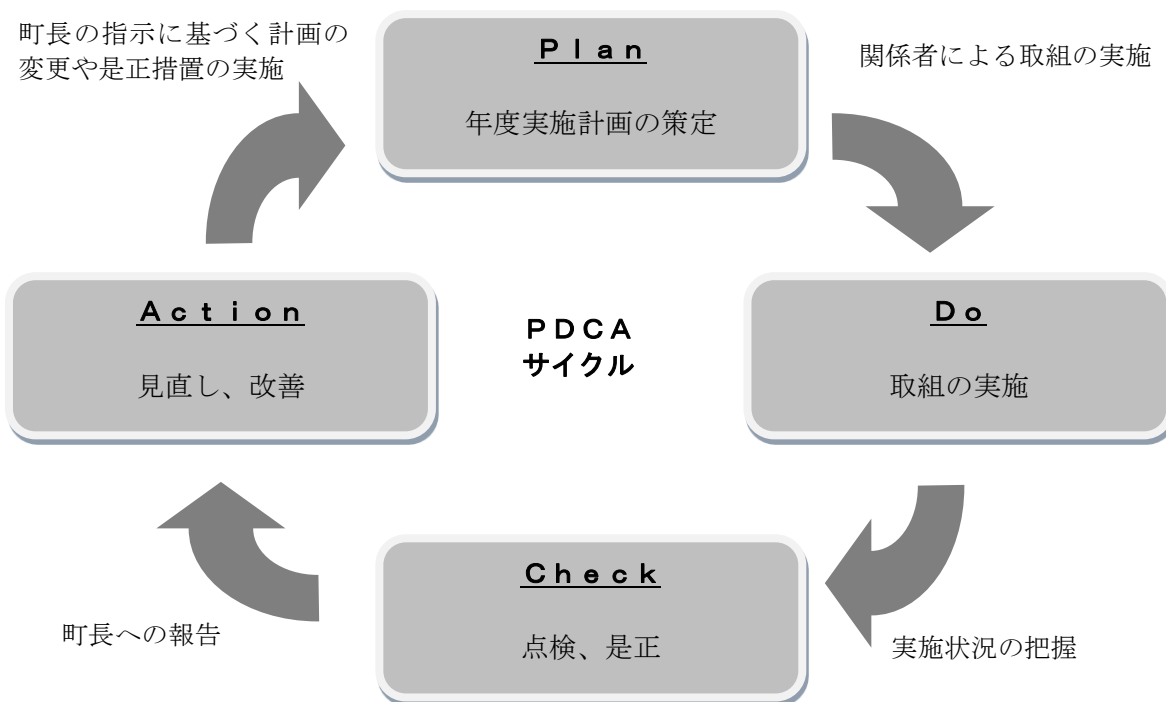 町長の指示に基づく計画の
変更や是正措置の実施
Ｐｌａｎ
年度実施計画の策定
関係者による取組の実施
Ａｃｔｉｏｎ
見直し、改善
ＰＤＣＡ
サイクル
Ｄｏ
取組の実施
Ｃｈｅｃｋ
点検、是正
町長への報告
実施状況の把握